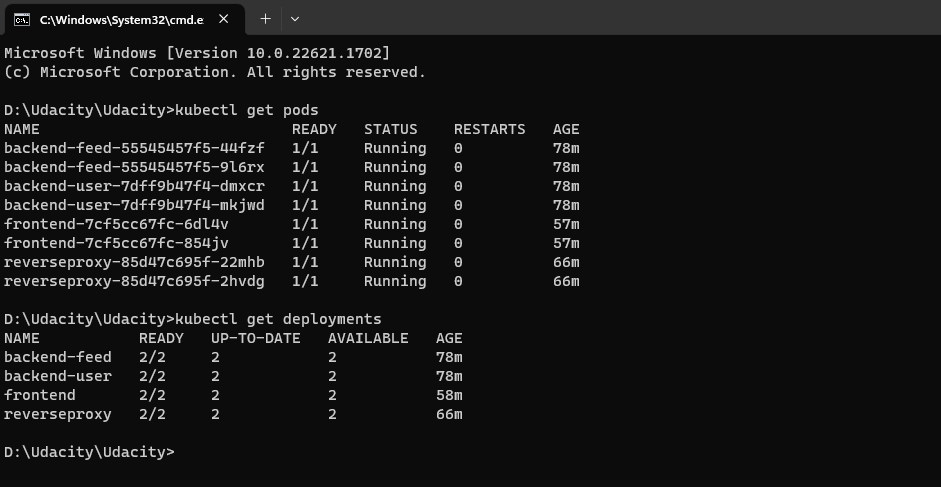 C:\Windows\System32\cmd.e:
Microsoft Windows [Version 10.0.22621.1702]
(c) Microsoft Corporation. All rights reserved.
D:\Udacity\Udacity>kubectl get pods
NAME READY STATUS RESTARTS AGE
backend-feed-55545457f5-44fzf 1/1 Running 0 78m
backend-feed-55545457f5-9l6rx 1/1 Running 0 78m
backend-user-7dff9b47f4-dmxcr 1/1 Running 0 78m
backend-user-7dff9b47f4-mkjwd 1/1 Running 0 78m
frontend-7cf5cc67fc-6dl4v 1/1 Running 0 57m
frontend-7cf5cc67fc-854jv 1/1 Running 0 57m
reverseproxy-85d47c695f-22mhb 1/1 Running 0 66m
reverseproxy-85d47c695f-2hvdg 1/1 Running 0 66m
D:\Udacity\Udacity>kubectl get deployments
NAME READY UP-TO-DATE AVAILABLE AGE
backend-feed 2/2 2 2 78m
backend-user 2/2 2 2 78m
frontend 2/2 2 2 58m
reverseproxy 2/2 2 2 66m
D:\Udacity\Udacity>